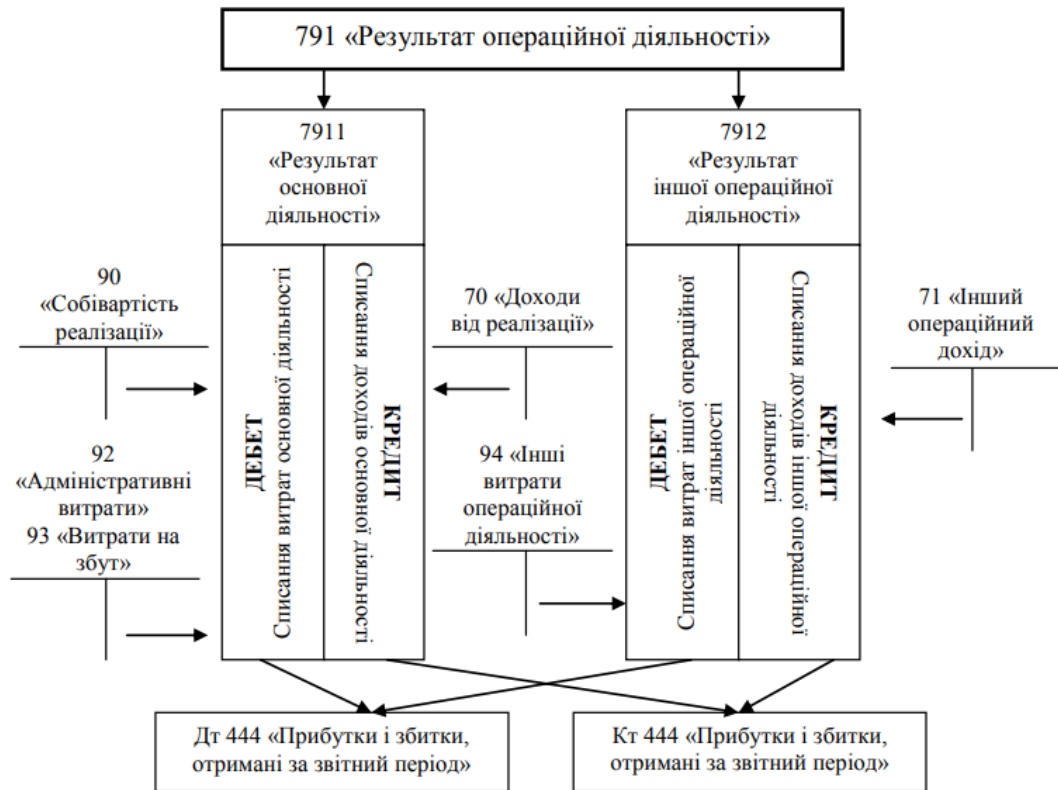 791 «Результат операційної діяльності»
7911
«Результат
основної
діяльності»
7912
«Результат
іншої операційної
діяльності»
90
«Собівартість
реалізації»
92
«Адміністративні
витрати»
93 «Витрати на
збут»
ДЕБЕТ
Списання витрат основної діяльності
Списання доходів основної діяльності
КРЕДИТ
70 «Доходи
від реалізації»
94 «Інші
витрати
операційної
діяльності»
ДЕБЕТ
Списання витрат іншої операційної
діяльності
Списання доходів іншої операційної
діяльності
КРЕДИТ
71 «Інший
операційний
дохід»
Дт 444 «Прибутки і збитки,
отримані за звітний період»
Кт 444 «Прибутки і збитки,
отримані за звітний період»